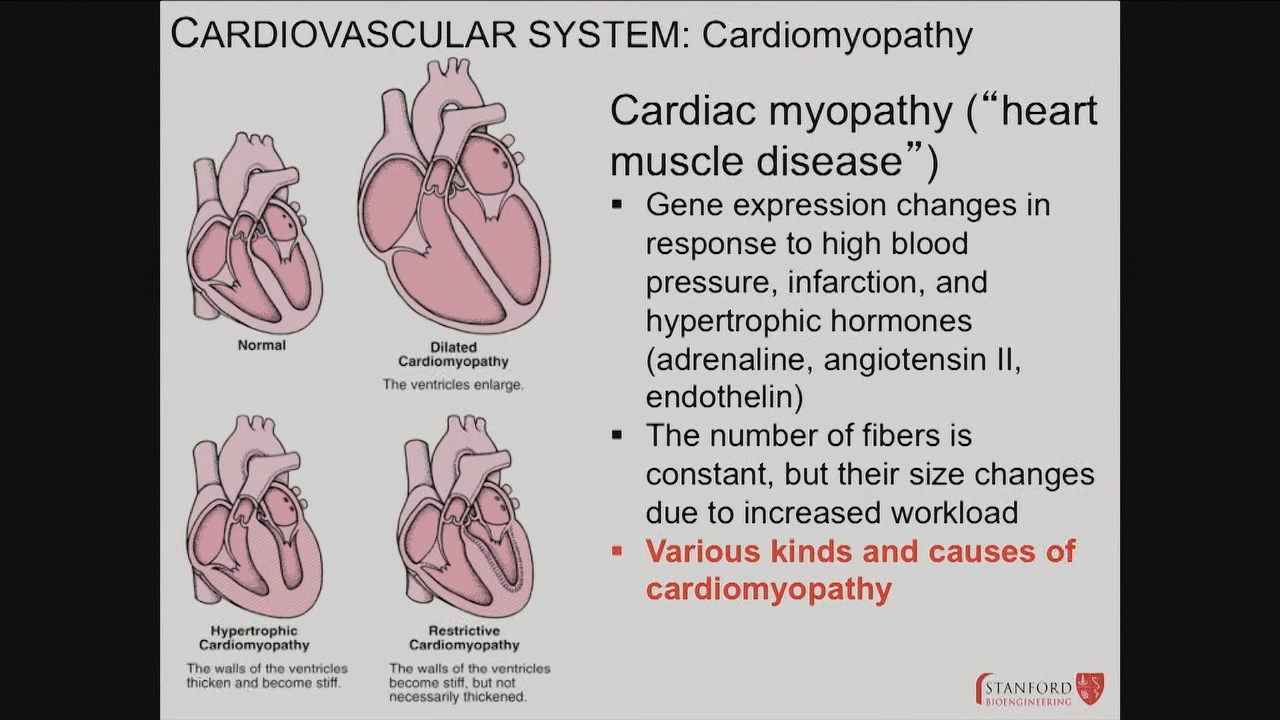 CARDIOVASCULAR SYSTEM: Cardiomyopathy
Normal
Dilated
Cardiomyopathy
The ventricles enlarge.
Hypertrophic
Cardiomyopathy
The walls of the ventricles
thicken and become stiff.
Restrictive
Cardiomyopathy
The walls of the ventricles
become stiff, but not
necessarily thickened.
Cardiac myopathy (“heart
muscle disease”)
▪ Gene expression changes in
response to high blood
pressure, infarction, and
hypertrophic hormones
(adrenaline, angiotensin II,
endothelin)
▪ The number of fibers is
constant, but their size changes
due to increased workload
▪ Various kinds and causes of
cardiomyopathy
STANFORD
BIOENGINEERING